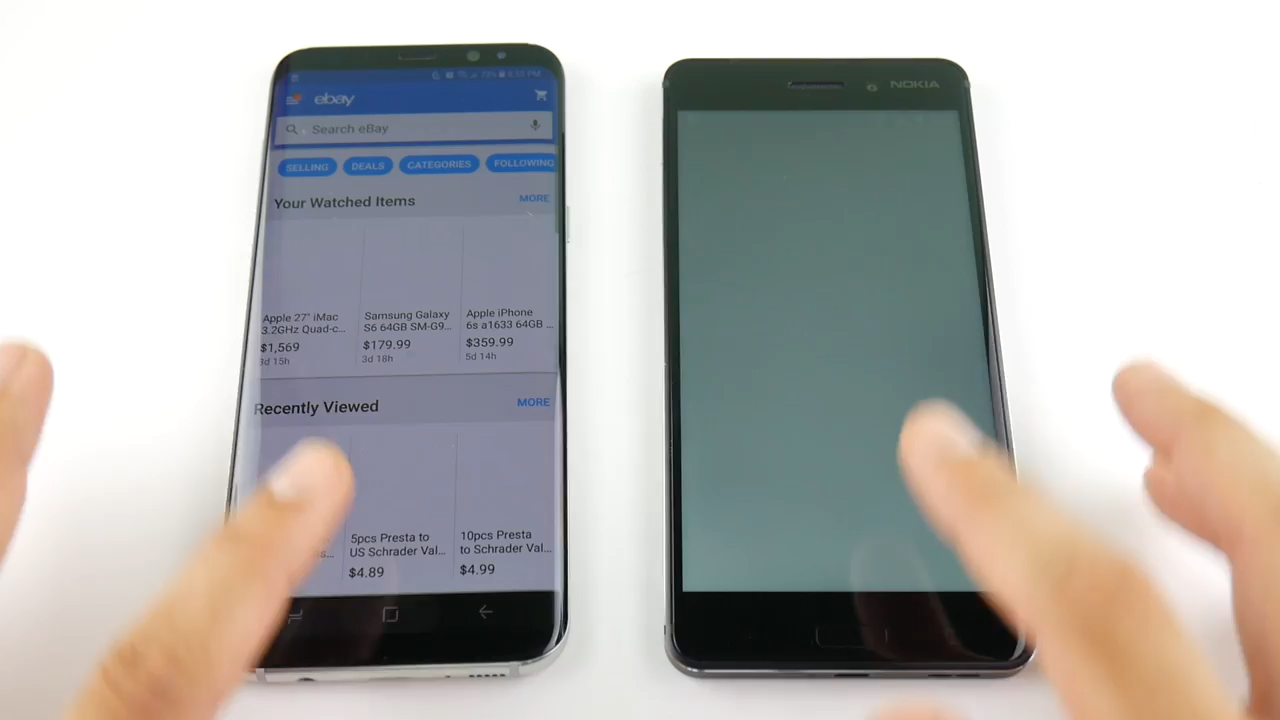 ebay
Search eBay
SELLING DEALS CATEGORIES FOLLOWING
Your Watched Items MORE
Apple 27" iMac
3.2GHz Quad-c...
$1,569
3d 15h
Samsung Galaxy
S6 64GB SM-G9...
$179.99
3d 18h
Apple iPhone
6s a1633 64GB ...
$359.99
5d 14h
Recently Viewed MORE
s...
5pcs Presta to
US Schrader Val...
$4.89
10pcs Presta
to Schrader Val...
$4.99
NOKIA